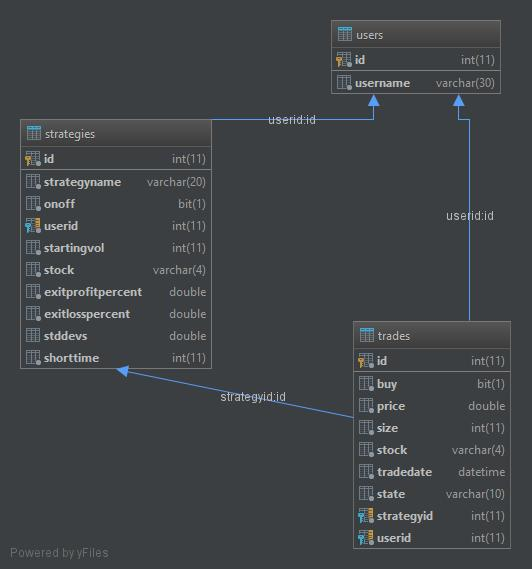 users
id int(11)
username varchar(30)
userid:id
strategies
id int(11)
strategyname varchar(20)
onoff bit(1)
userid int(11)
startingvol int(11)
stock varchar(4)
exitprofitpercent double
exitlosspercent double
stddevs double
shorttime int(11)
userid:id
strategyid:id
trades
id int(11)
buy bit(1)
price double
size int(11)
stock varchar(4)
tradedate datetime
state varchar(10)
strategyid int(11)
userid int(11)
Powered by yFiles